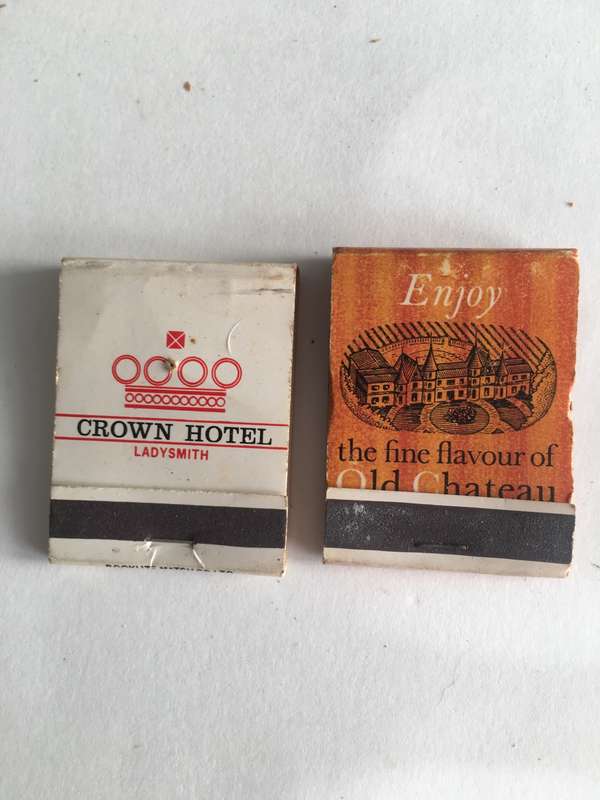 CROWN HOTEL
LADYSMITH
Enjoy
the fine flavour of
Old Chateau